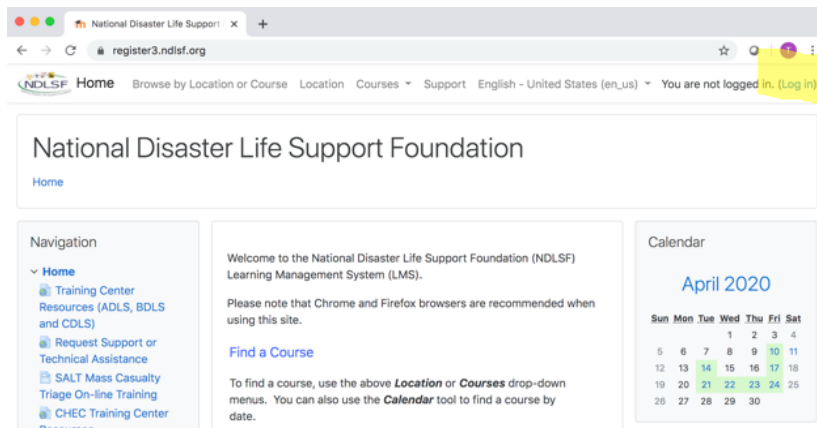 National Disaster Life Support
register3.ndlsf.org
T
NDLSF Home Browse by Location or Course Location Courses Support English - United States (en_us) You are not logged in. (Log in)
National Disaster Life Support Foundation
Home
Navigation
Home
Training Center
Resources (ADLS, BDLS
and CDLS)
Request Support or
Technical Assistance
SALT Mass Casualty
Triage On-line Training
CHEC Training Center
Resources
Welcome to the National Disaster Life Support Foundation (NDLSF)
Learning Management System (LMS).
Please note that Chrome and Firefox browsers are recommended when
using this site.
Find a Course
To find a course, use the above Location or Courses drop-down
menus. You can also use the Calendar tool to find a course by
date.
Calendar
April 2020
Sun Mon Tue Wed Thu Fri Sat
1 2 3 4
5 6 7 8 9 10 11
12 13 14 15 16 17 18
19 20 21 22 23 24 25
26 27 28 29 30